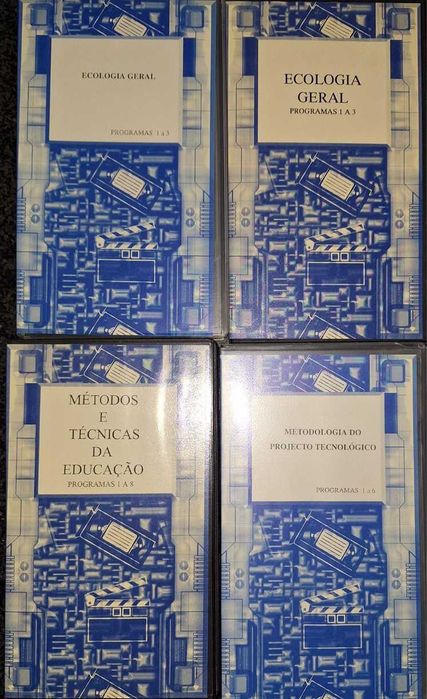 ECOLOGIA GERAL
PROGRAMAS 1 a 3
ECOLOGIA
GERAL
PROGRAMAS 1 A 3
MÉTODOS
E
TÉCNICAS
DA
EDUCAÇÃO
PROGRAMAS 1 A 8
METODOLOGIA DO
PROJECTO TECNOLÓGICO
PROGRAMAS 1 a 6